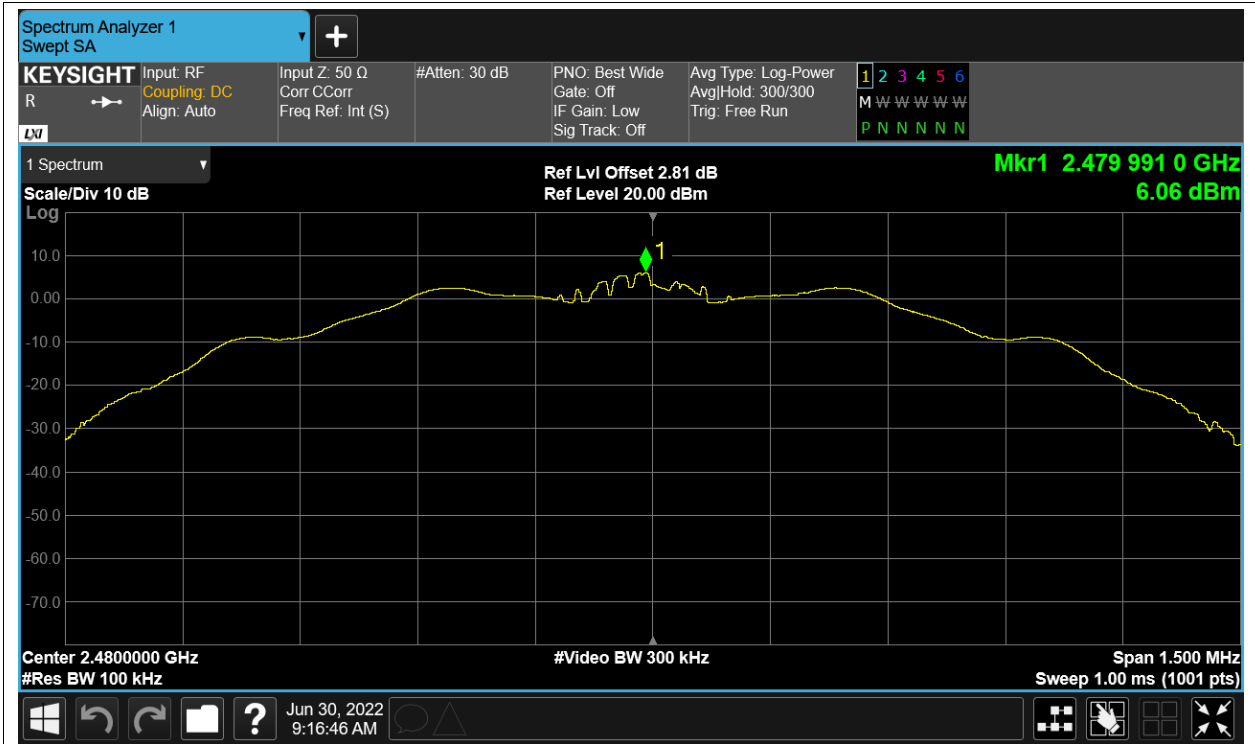 Spectrum Analyzer 1
Swept SA
KEYSIGHT
R
LXI
Input: RF
Coupling: DC
Align: Auto
Input Z: 50 Ω
Corr CCorr
Freq Ref: Int (S)
#Atten: 30 dB
PNO: Best Wide
Gate: Off
IF Gain: Low
Sig Track: Off
Avg Type: Log-Power
Avg|Hold: 300/300
Trig: Free Run
1 2 3 4 5 6
M W W W W W
P N N N N N
1 Spectrum
Scale/Div 10 dB
Log
Ref Lvl Offset 2.81 dB
Ref Level 20.00 dBm
Mkr1 2.479 991 0 GHz
6.06 dBm
1
10.0
0.00
-10.0
-20.0
-30.0
-40.0
-50.0
-60.0
-70.0
Center 2.4800000 GHz
#Video BW 300 kHz
Span 1.500 MHz
#Res BW 100 kHz
Sweep 1.00 ms (1001 pts)
?
Jun 30, 2022
9:16:46 AM